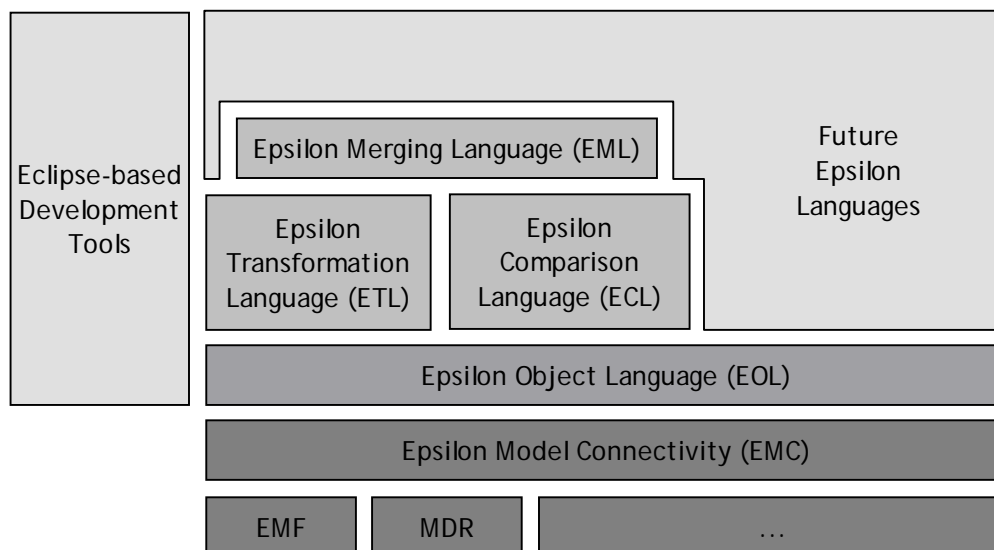 Eclipse-based
Development
Tools
Epsilon Merging Language (EML)
Future
Epsilon
Languages
Epsilon
Transformation
Language (ETL)
Epsilon
Comparison
Language (ECL)
Epsilon Object Language (EOL)
Epsilon Model Connectivity (EMC)
EMF
MDR
…